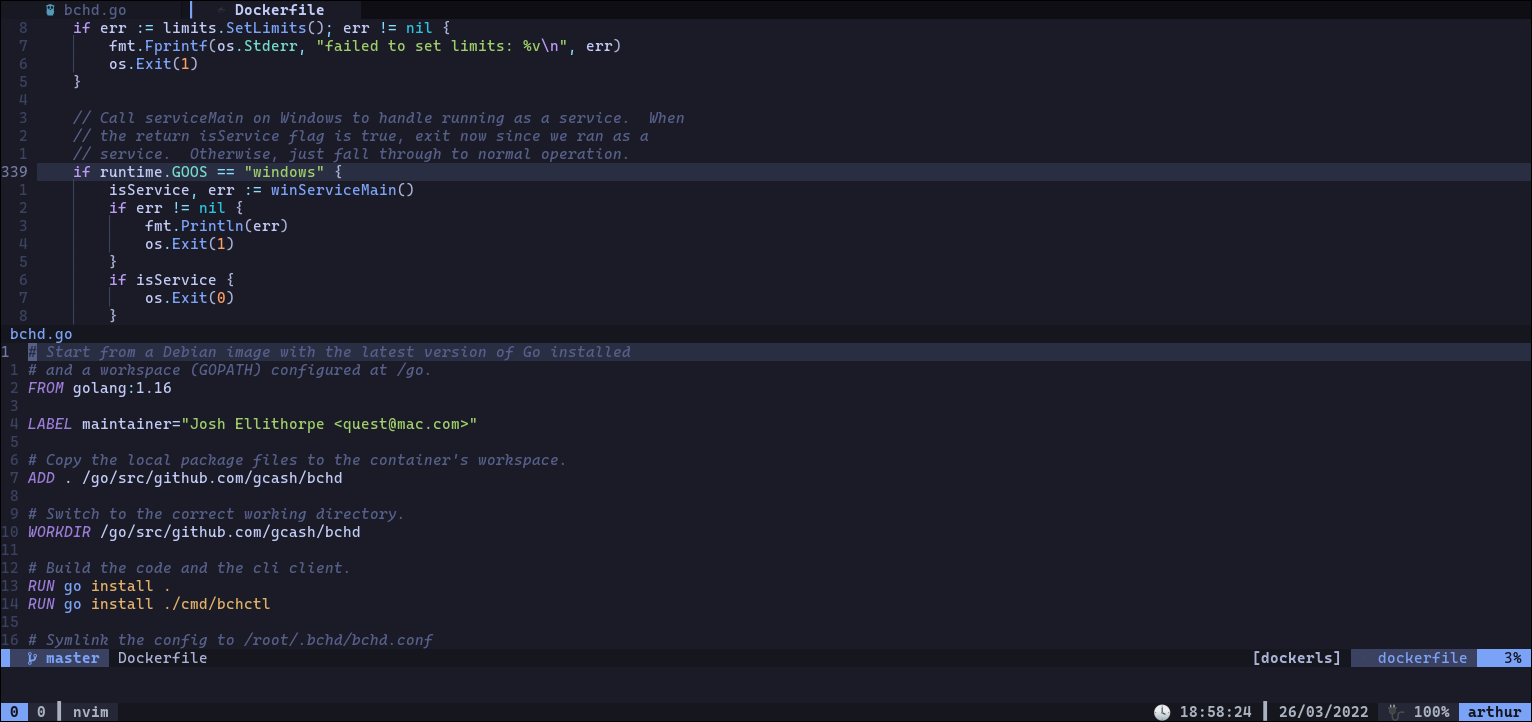 bchd.go Dockerfile
8 if err := limits.SetLimits(); err != nil {
7 fmt.Fprintf(os.Stderr, "failed to set limits: %v\n", err)
6 os.Exit(1)
5 }
4
3 // Call serviceMain on Windows to handle running as a service.  When
2 // the return isService flag is true, exit now since we ran as a
1 // service.  Otherwise, just fall through to normal operation.
339 if runtime.GOOS == "windows" {
1 isService, err := winServiceMain()
2 if err != nil {
3 fmt.Println(err)
4 os.Exit(1)
5 }
6 if isService {
7 os.Exit(0)
8 }
bchd.go
1 # Start from a Debian image with the latest version of Go installed
1 # and a workspace (GOPATH) configured at /go.
2 FROM golang:1.16
3
4 LABEL maintainer="Josh Ellithorpe <quest@mac.com>"
5
6 # Copy the local package files to the container's workspace.
7 ADD . /go/src/github.com/gcash/bchd
8
9 # Switch to the correct working directory.
10 WORKDIR /go/src/github.com/gcash/bchd
11
12 # Build the code and the cli client.
13 RUN go install .
14 RUN go install ./cmd/bchctl
15
16 # Symlink the config to /root/.bchd/bchd.conf
master Dockerfile [dockerls] dockerfile 3%
0 0 nvim 18:58:24 26/03/2022 100% arthur